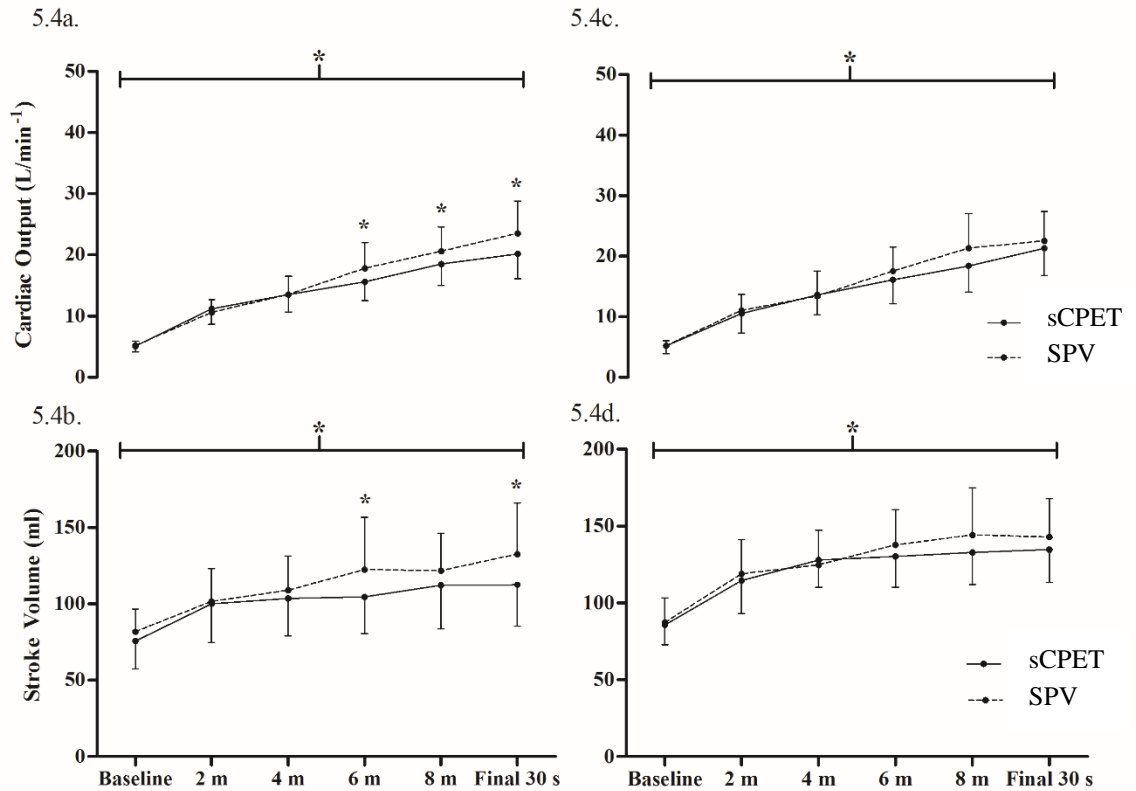 5.4a.
*
50
40
30
20
10
0
Cardiac Output (L/min⁻¹)
* * *
5.4c.
*
50
40
30
20
10
0
sCPET
SPV
5.4b.
*
200
150
100
50
0
Stroke Volume (ml)
* *
Baseline 2 m 4 m 6 m 8 m Final 30 s
5.4d.
*
200
150
100
50
0
sCPET
SPV
Baseline 2 m 4 m 6 m 8 m Final 30 s